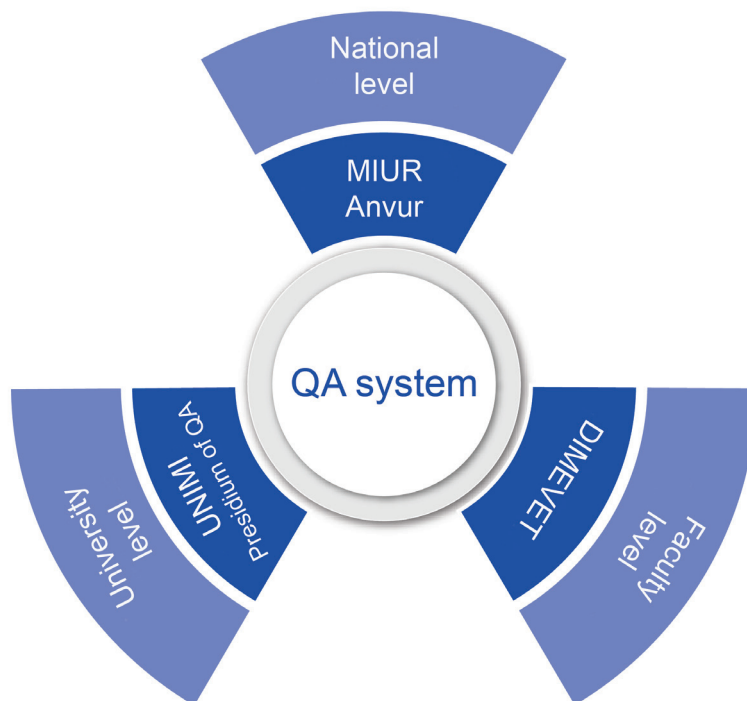 National
level
MIUR
Anvur
QA system
UNIMI
Presidium of QA
University
level
DIMEVET
Faculty
level